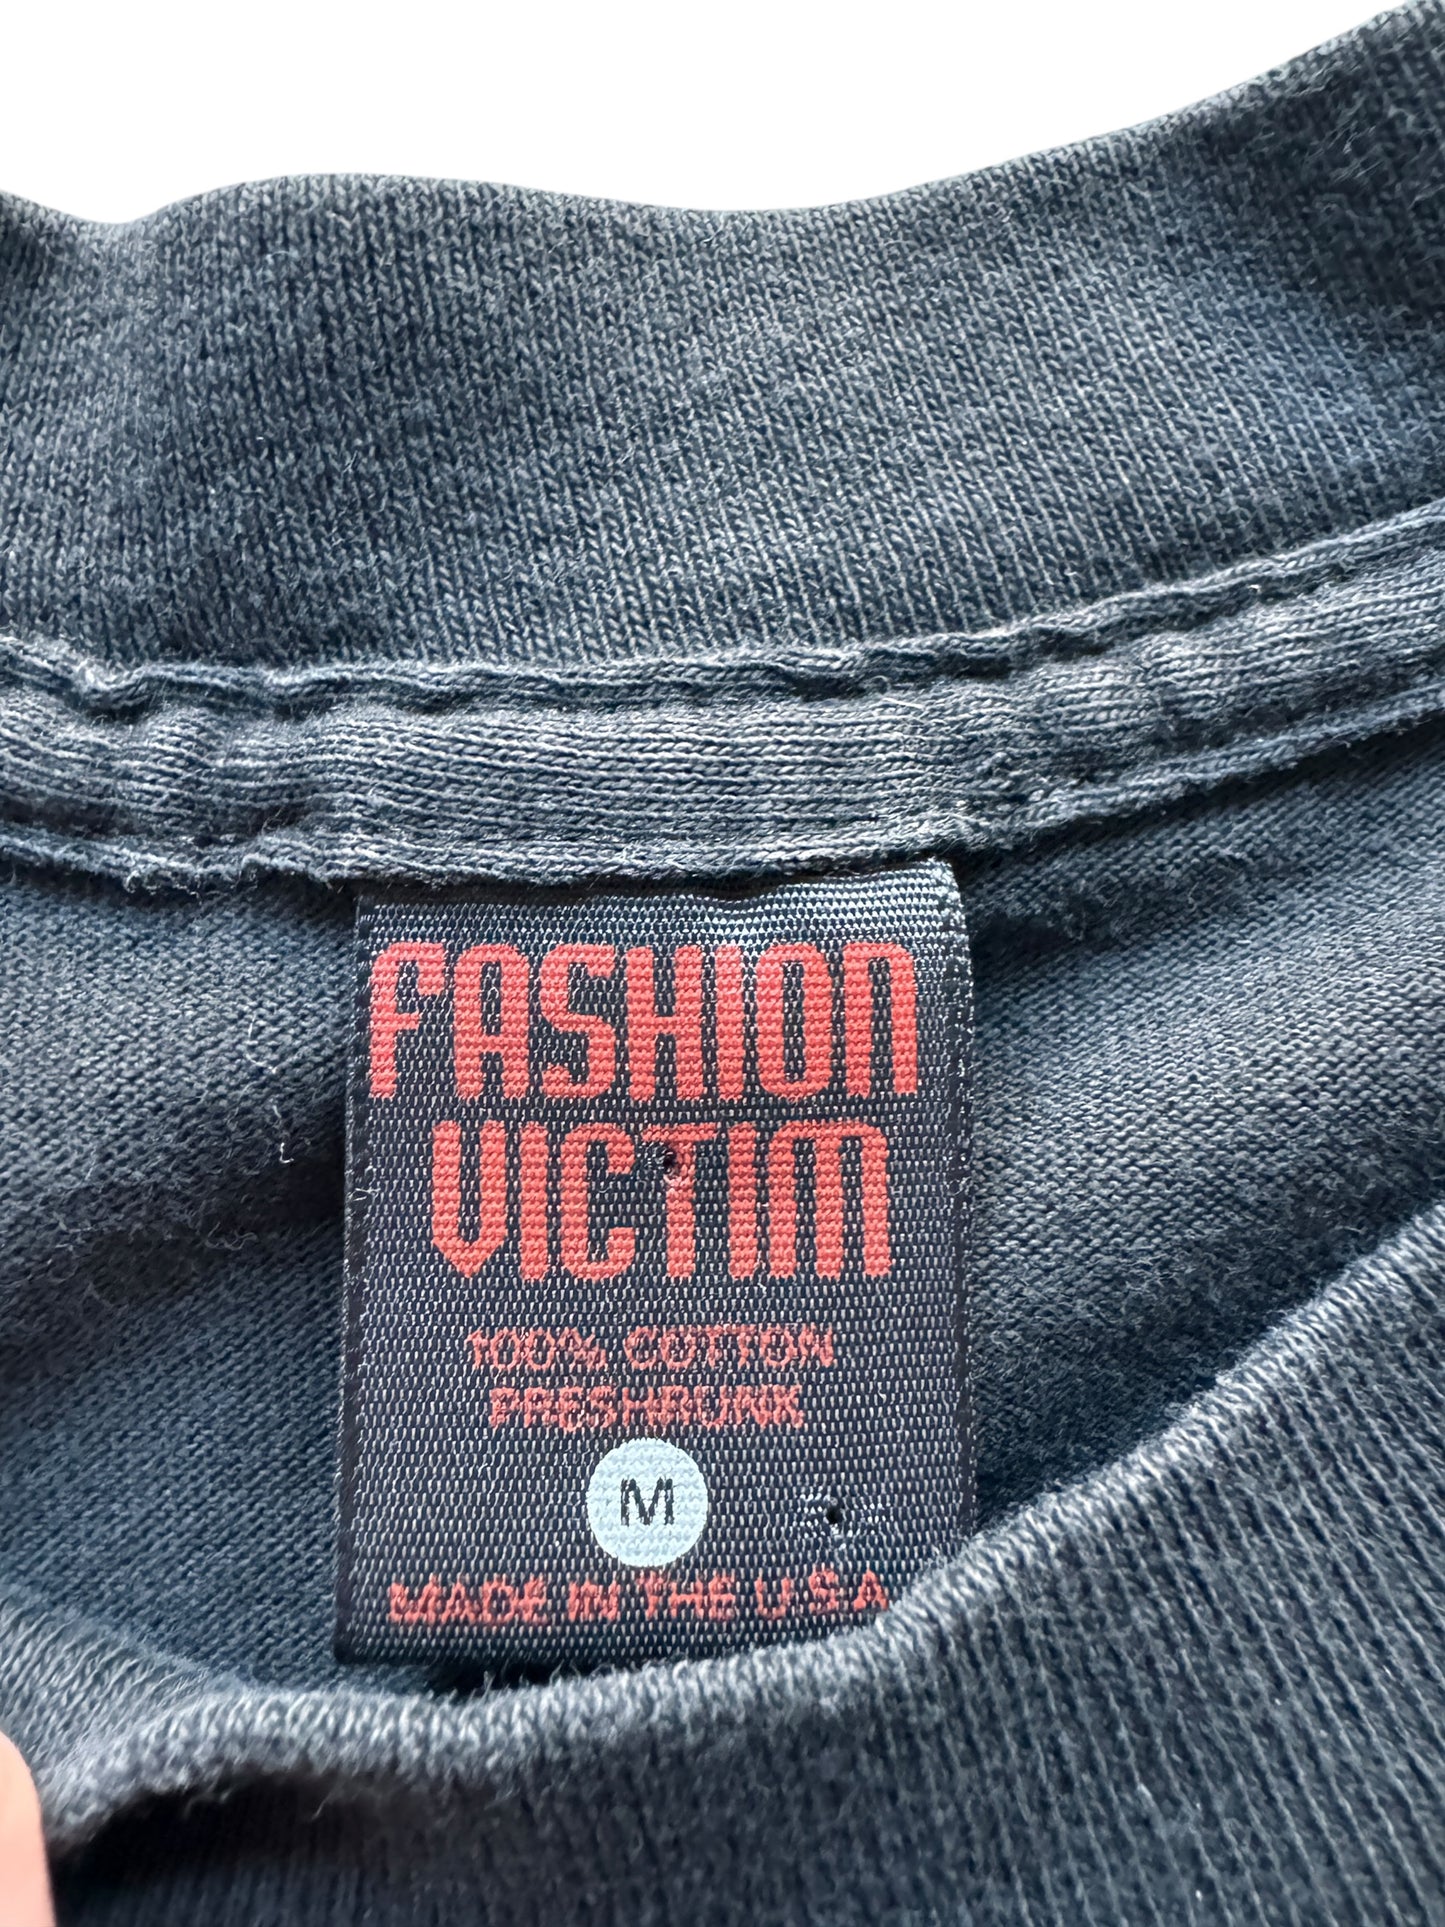 FASHION
VICTIM
100% COTTON
PRESHRUNK
M
MADE IN THE U.S.A